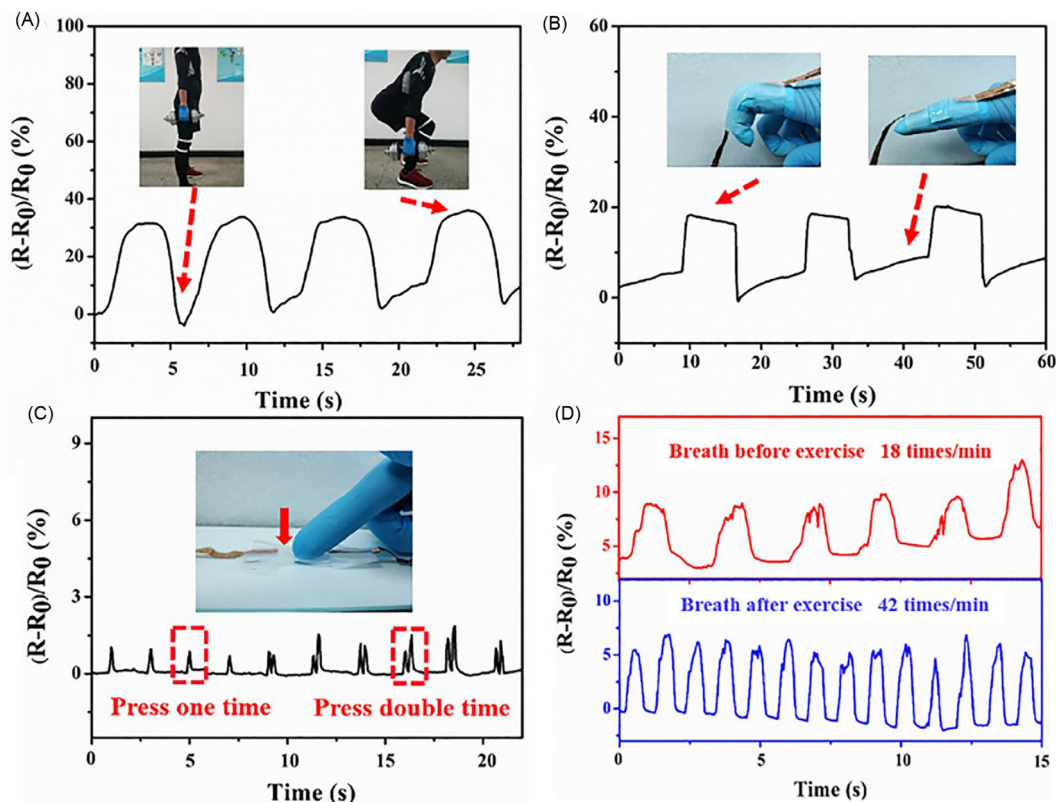 (A)
100
80
60
40
20
0
(R-R0)/R0 (%)
0 5 10 15 20 25
Time (s)
(B)
60
40
20
0
(R-R0)/R0 (%)
0 10 20 30 40 50 60
Time (s)
(C)
9
6
3
0
(R-R0)/R0 (%)
Press one time
Press double time
0 5 10 15 20
Time (s)
(D)
Breath before exercise 18 times/min
15
10
5
Breath after exercise 42 times/min
10
5
0
(R-R0)/R0 (%)
0 5 10 15
Time (s)